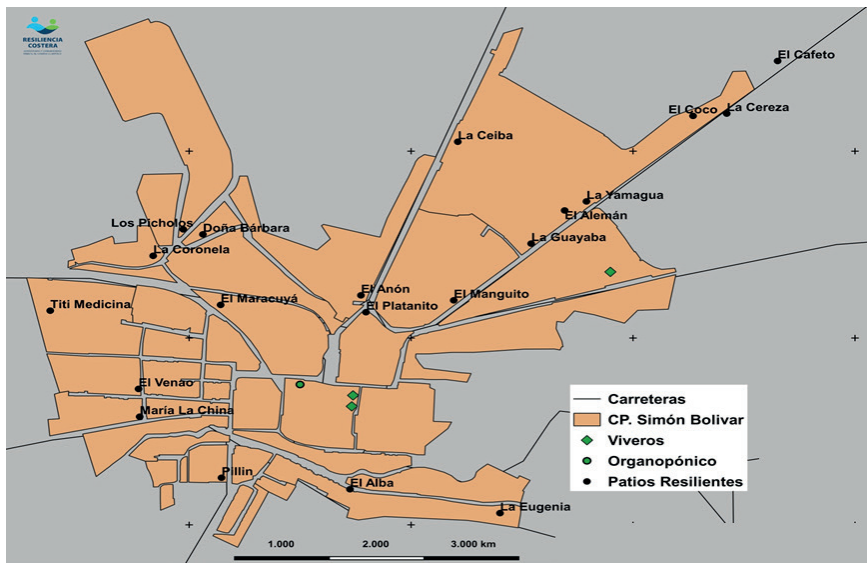 RESILIENCIA
COSTERA
El Cafeto
El Coco
La Cereza
La Ceiba
La Yamagua
El Alemán
Los Picholos
Doña Bárbara
La Guayaba
La Coronela
El Anón
El Manguito
Titi Medicina
El Maracuyá
El Platanito
El Venão
María La China
Carreteras
CP. Simón Bolivar
Viveros
Organopónico
Patios Resilientes
Pillin
El Alba
La Eugenia
1.000
2.000
3.000 km